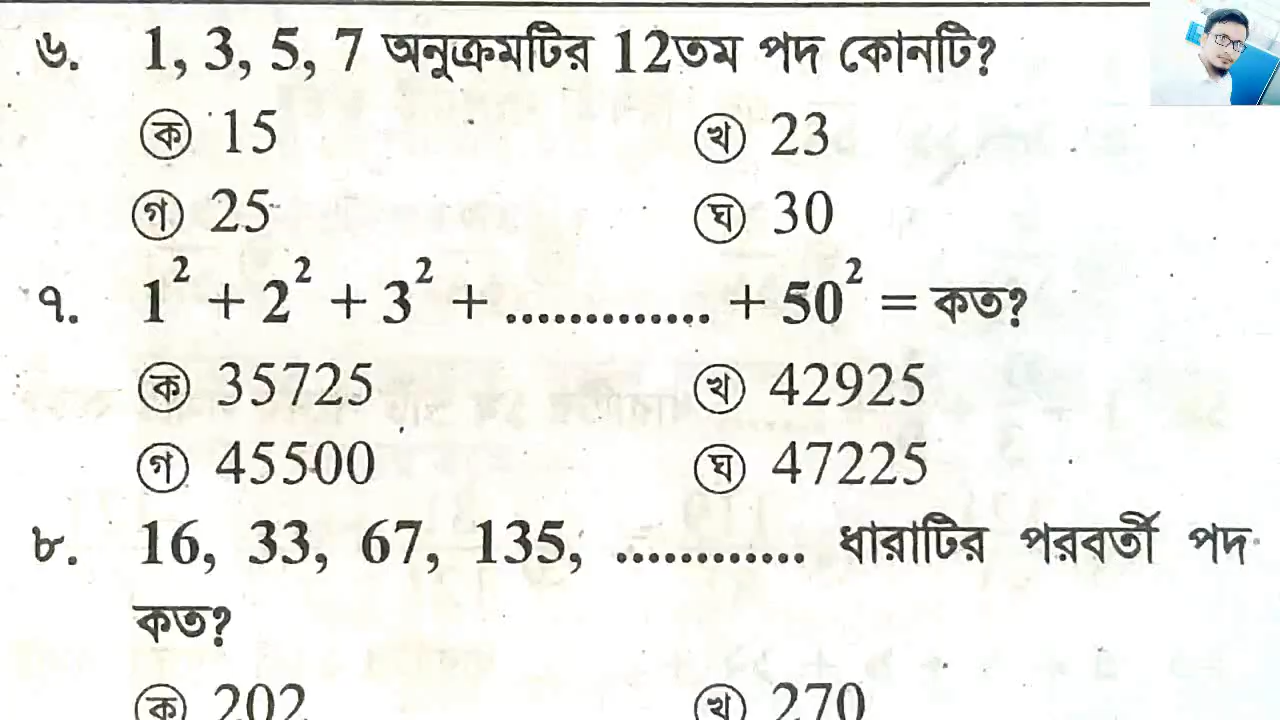 ৬. 1, 3, 5, 7 অনুক্রমটির 12তম পদ কোনটি?
ক 15 খ 23
গ 25 ঘ 30
৭. 1² + 2² + 3² + ............. + 50² = কত?
ক 35725 খ 42925
গ 45500 ঘ 47225
৮. 16, 33, 67, 135, ............ ধারাটির পরবর্তী পদ
কত?
ক 202 খ 270